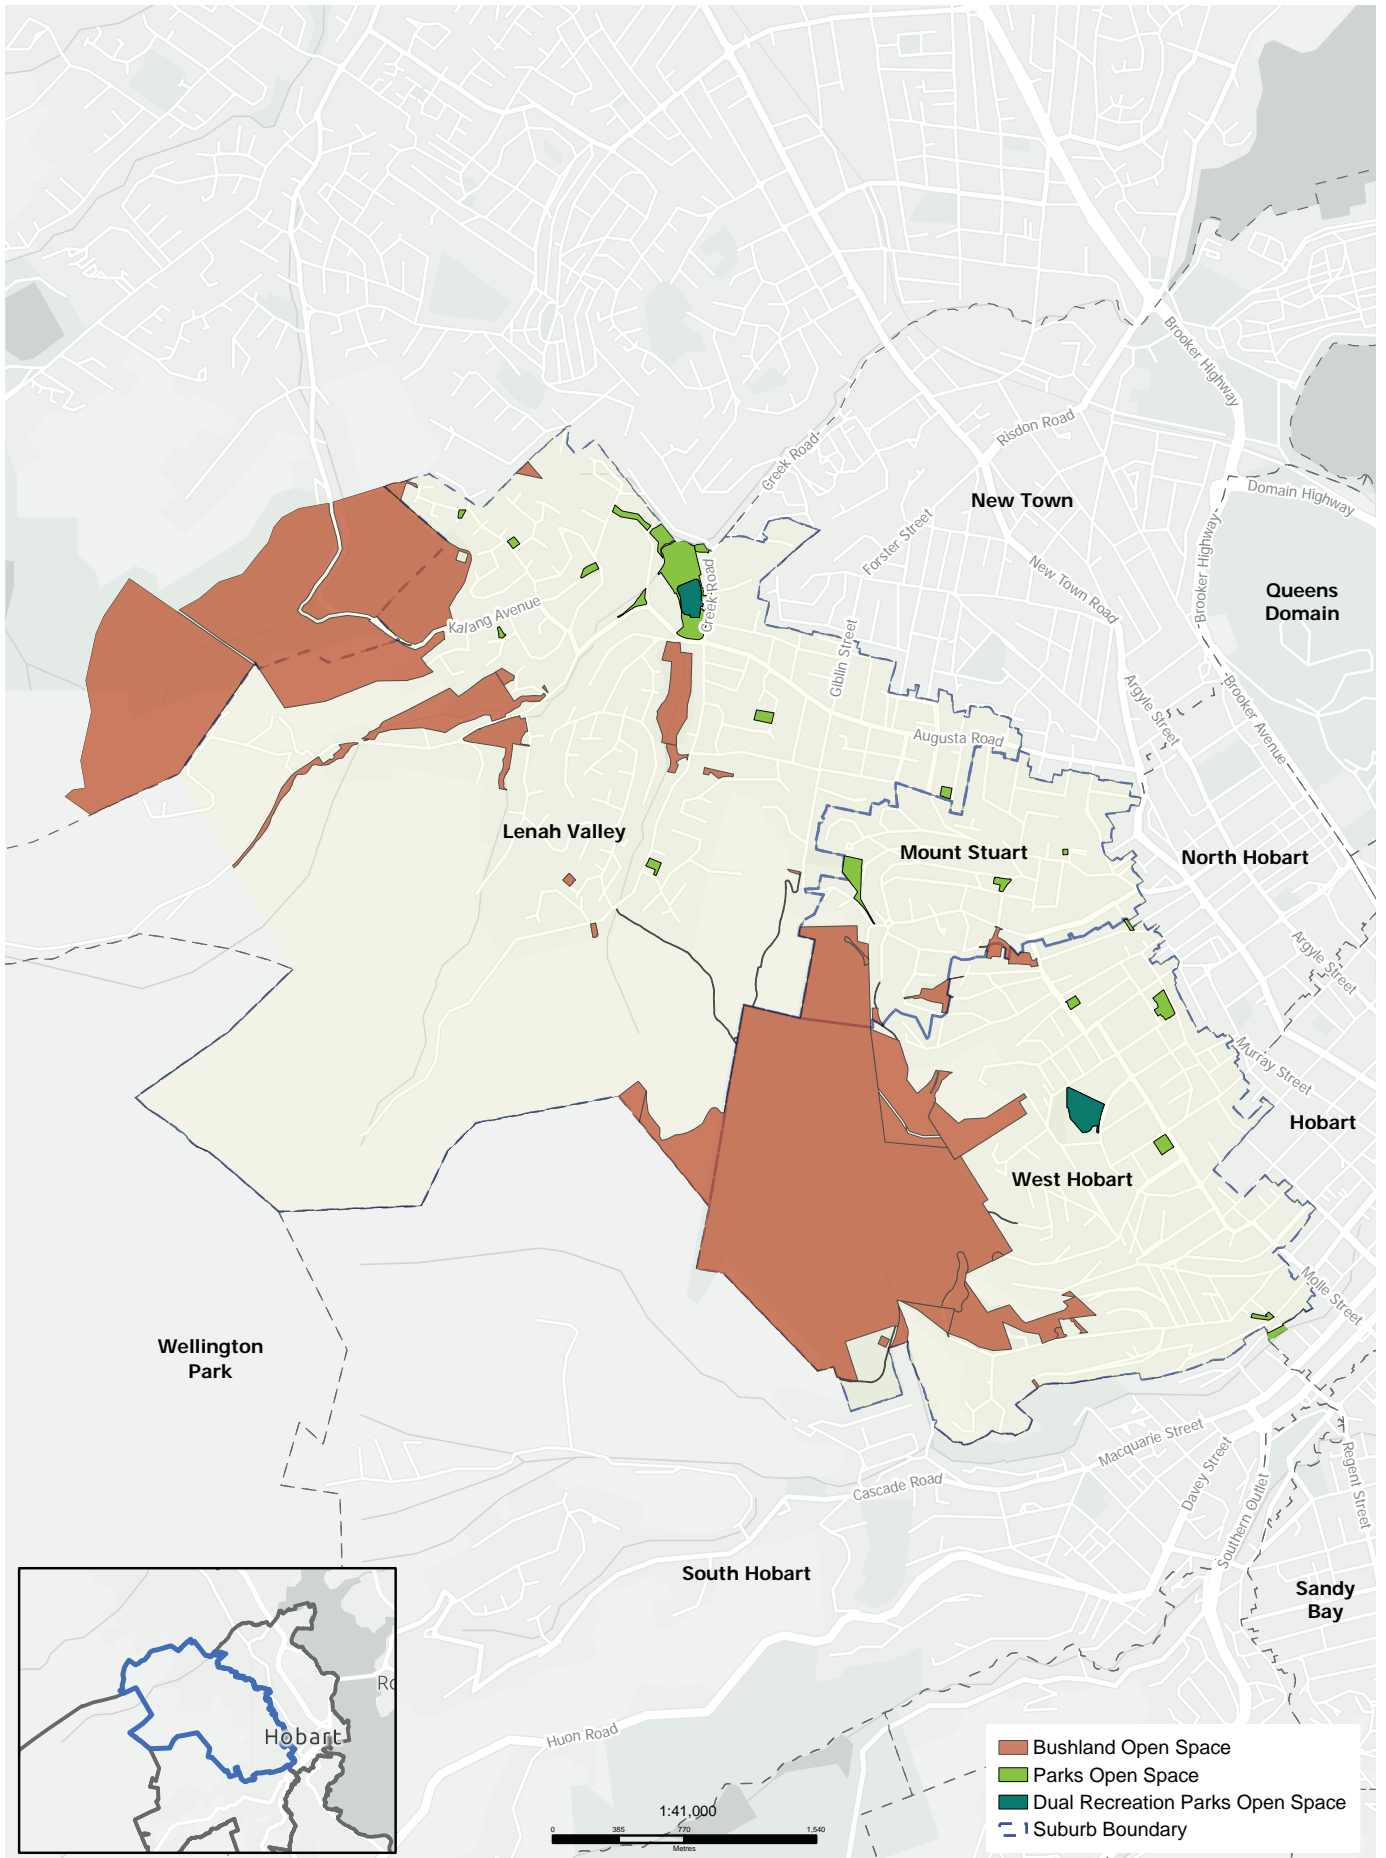 Creek Road
Risdon Road
Brooker Highway
New Town
Domain Highway
Forster Street
Brooker Highway
New Town Road
Queens
Domain
Creek Road
Kalang Avenue
Giblin Street
Argyle Street
Brooker Avenue
Augusta Road
Lenah Valley
Mount Stuart
North Hobart
Argyle Street
Murray Street
Hobart
West Hobart
Molle Street
Wellington
Park
Macquarie Street
Davey Street
Regent Street
Cascade Road
Southern Outlet
South Hobart
Sandy
Bay
Ro
Hobart
Huon Road
Bushland Open Space
Parks Open Space
Dual Recreation Parks Open Space
Suburb Boundary
1:41,000
0 385 770 1,540
Metres